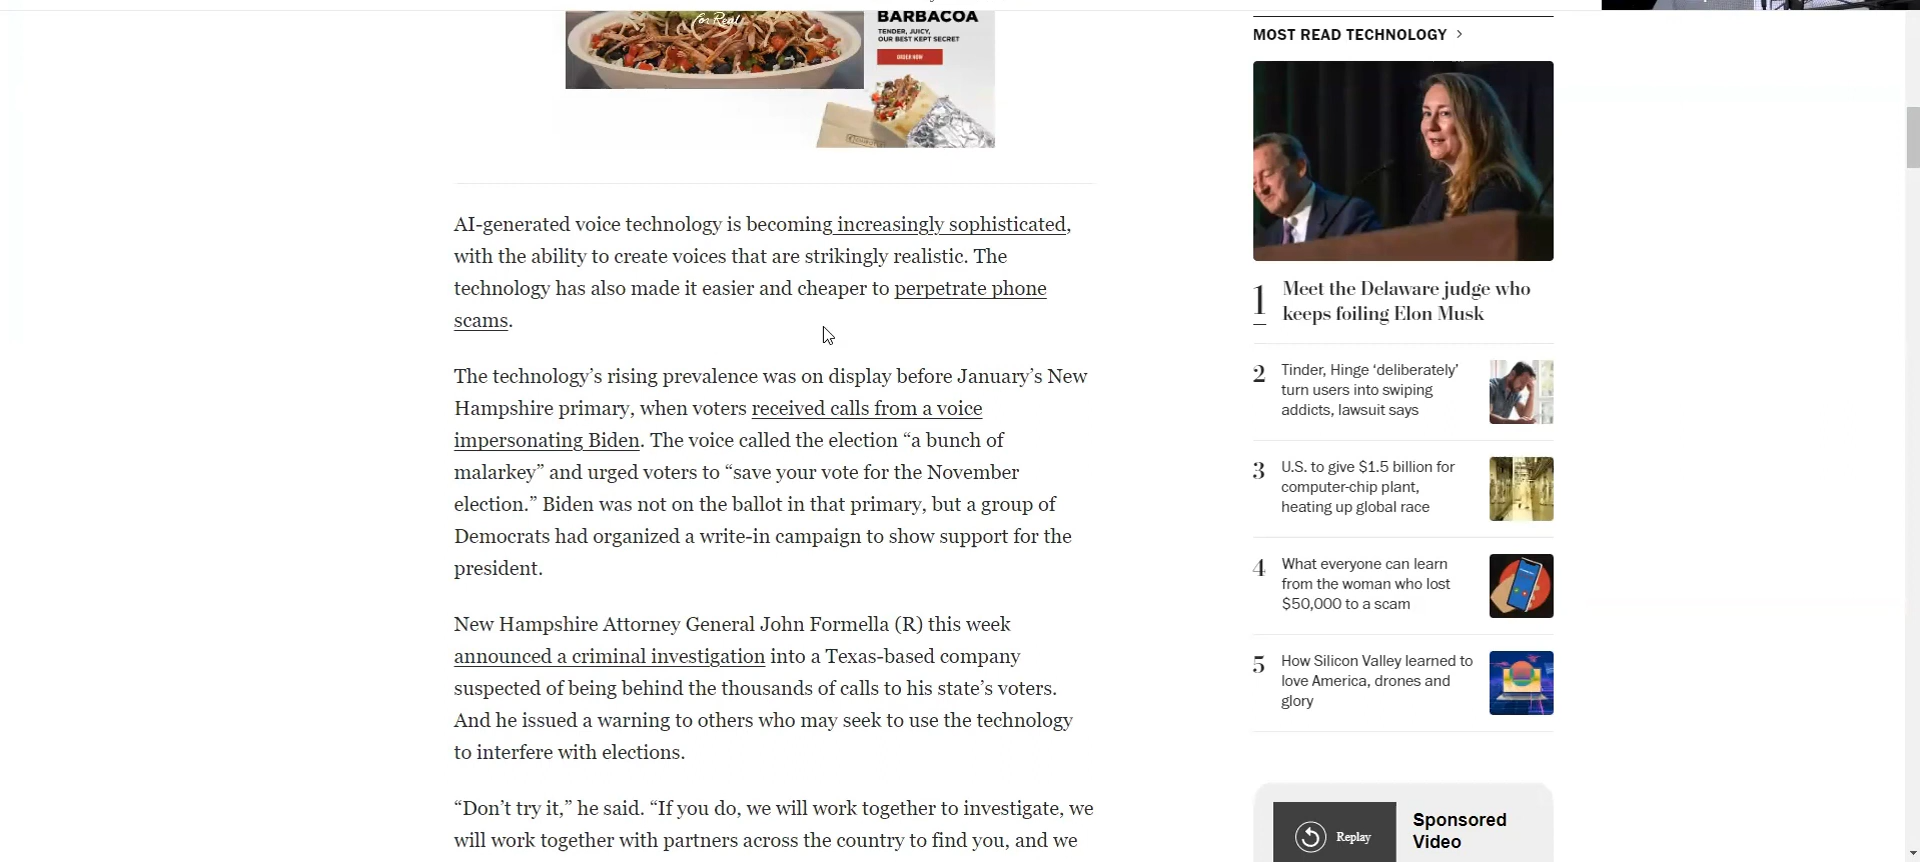 for Real
BARBACOA
TENDER, JUICY,
OUR BEST KEPT SECRET
ORDER NOW
AI-generated voice technology is becoming increasingly sophisticated,
with the ability to create voices that are strikingly realistic. The
technology has also made it easier and cheaper to perpetrate phone
scams.
The technology’s rising prevalence was on display before January’s New
Hampshire primary, when voters received calls from a voice
impersonating Biden. The voice called the election “a bunch of
malarkey” and urged voters to “save your vote for the November
election.” Biden was not on the ballot in that primary, but a group of
Democrats had organized a write-in campaign to show support for the
president.
New Hampshire Attorney General John Formella (R) this week
announced a criminal investigation into a Texas-based company
suspected of being behind the thousands of calls to his state’s voters.
And he issued a warning to others who may seek to use the technology
to interfere with elections.
“Don’t try it,” he said. “If you do, we will work together to investigate, we
will work together with partners across the country to find you, and we
MOST READ TECHNOLOGY >
1 Meet the Delaware judge who
keeps foiling Elon Musk
2 Tinder, Hinge ‘deliberately’
turn users into swiping
addicts, lawsuit says
3 U.S. to give $1.5 billion for
computer-chip plant,
heating up global race
4 What everyone can learn
from the woman who lost
$50,000 to a scam
5 How Silicon Valley learned to
love America, drones and
glory
Replay
Sponsored
Video